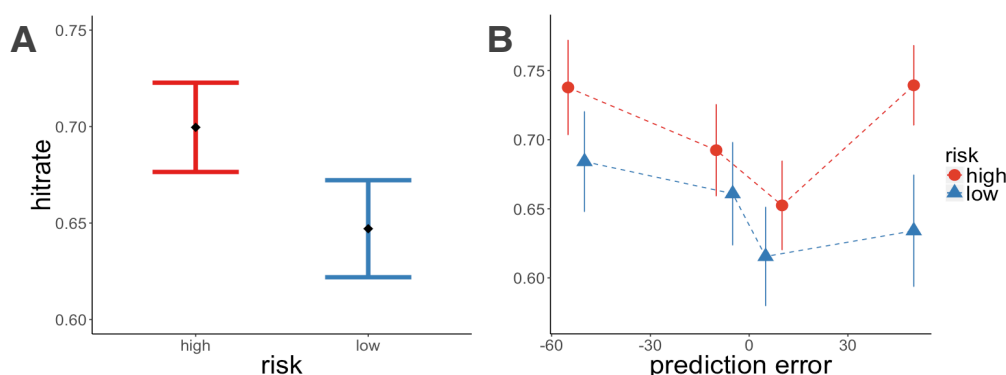 A
hitrate
0.75
0.70
0.65
0.60
high
low
risk
B
0.75
0.70
0.65
0.60
-60
-30
0
30
prediction error
risk
high
low